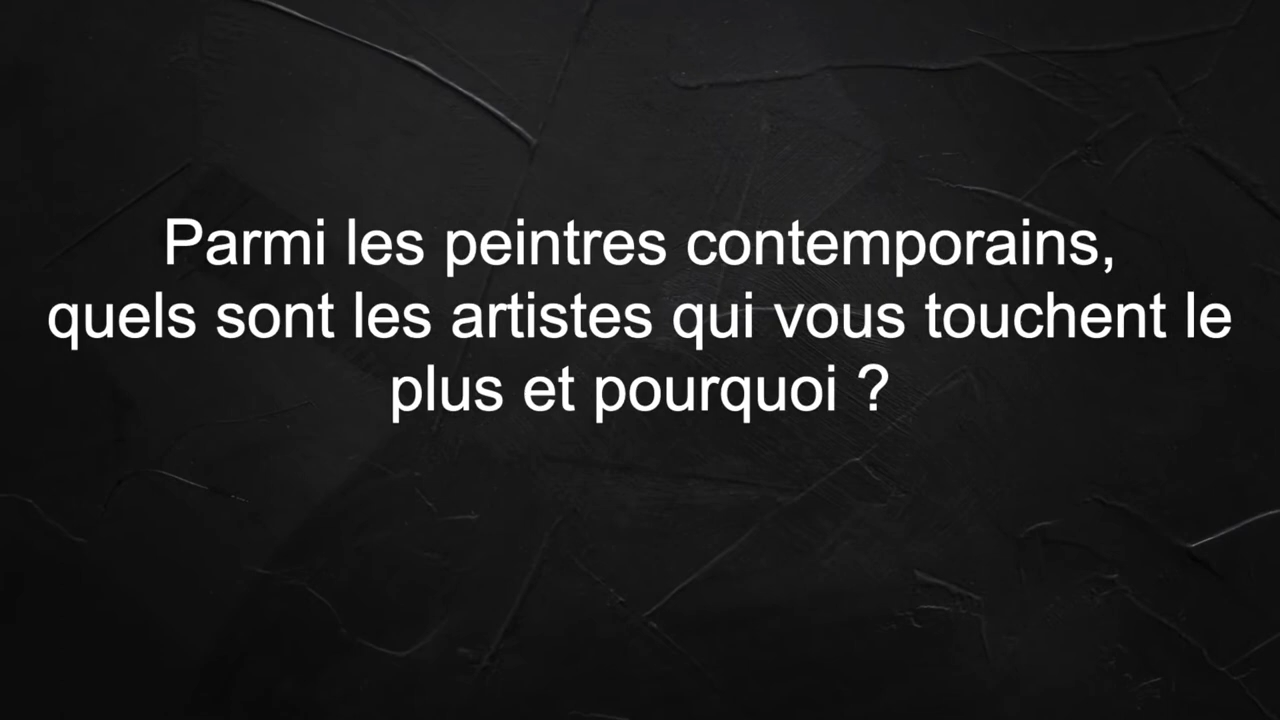 Parmi les peintres contemporains,
quels sont les artistes qui vous touchent le
plus et pourquoi ?